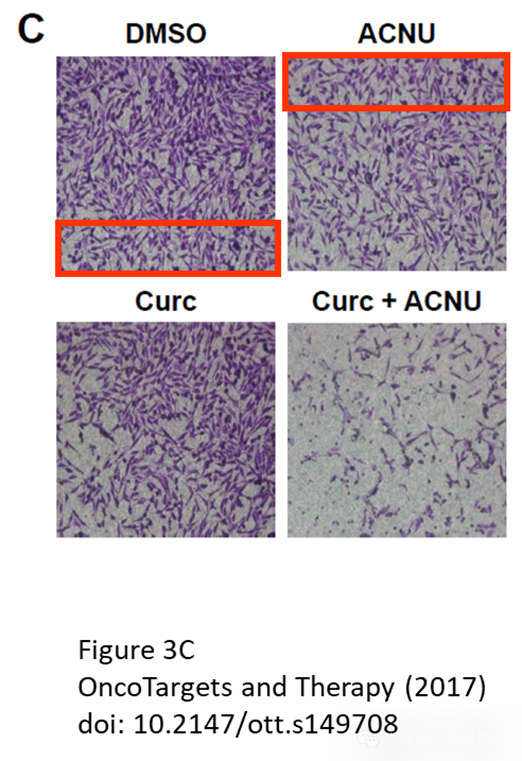 C
DMSO ACNU
Curc Curc + ACNU
Figure 3C
OncoTargets and Therapy (2017)
doi: 10.2147/ott.s149708